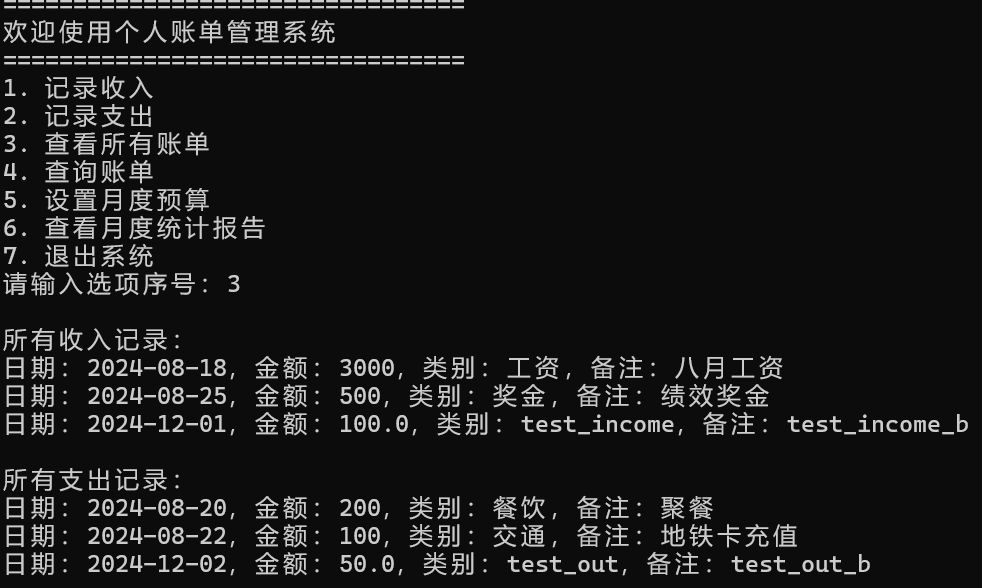 =================================
欢迎使用个人账单管理系统
=================================
1. 记录收入
2. 记录支出
3. 查看所有账单
4. 查询账单
5. 设置月度预算
6. 查看月度统计报告
7. 退出系统
请输入选项序号: 3
所有收入记录:
日期: 2024-08-18, 金额: 3000, 类别: 工资, 备注: 八月工资
日期: 2024-08-25, 金额: 500, 类别: 奖金, 备注: 绩效奖金
日期: 2024-12-01, 金额: 100.0, 类别: test_income, 备注: test_income_b
所有支出记录:
日期: 2024-08-20, 金额: 200, 类别: 餐饮, 备注: 聚餐
日期: 2024-08-22, 金额: 100, 类别: 交通, 备注: 地铁卡充值
日期: 2024-12-02, 金额: 50.0, 类别: test_out, 备注: test_out_b